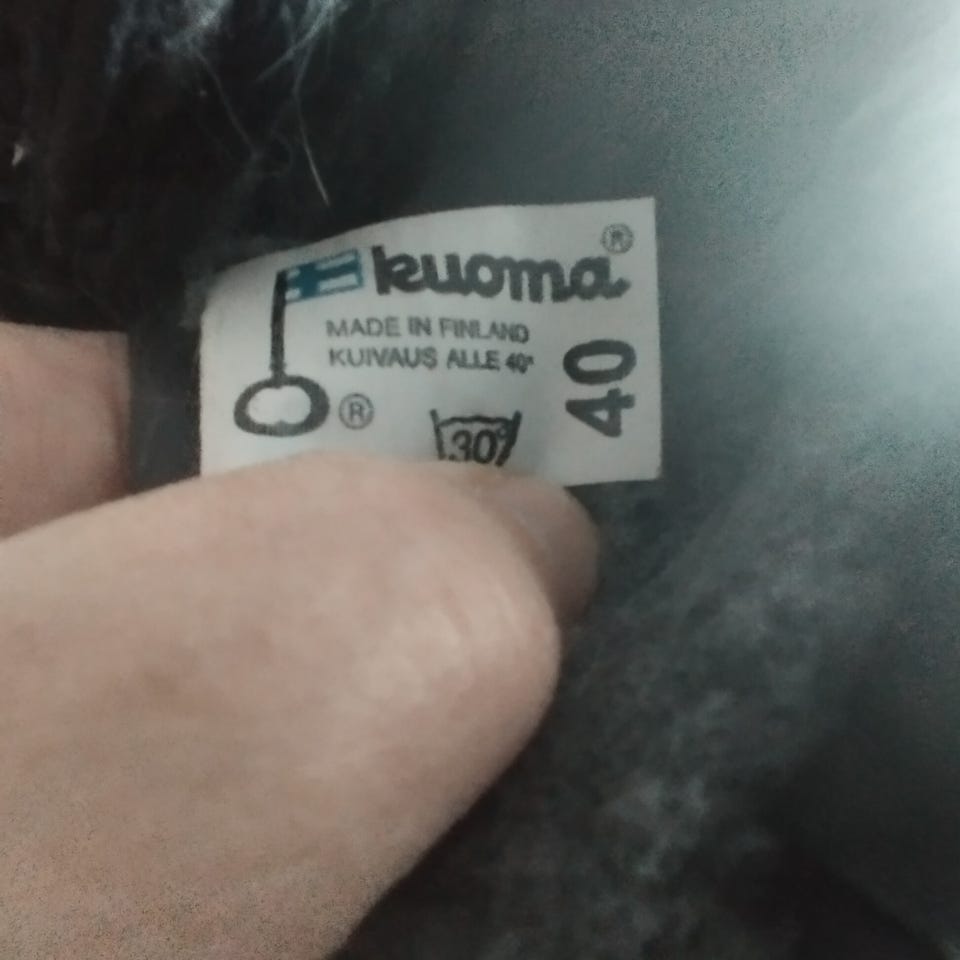 kuoma®
MADE IN FINLAND
KUIVAUS ALLE 40°
®
30°
40